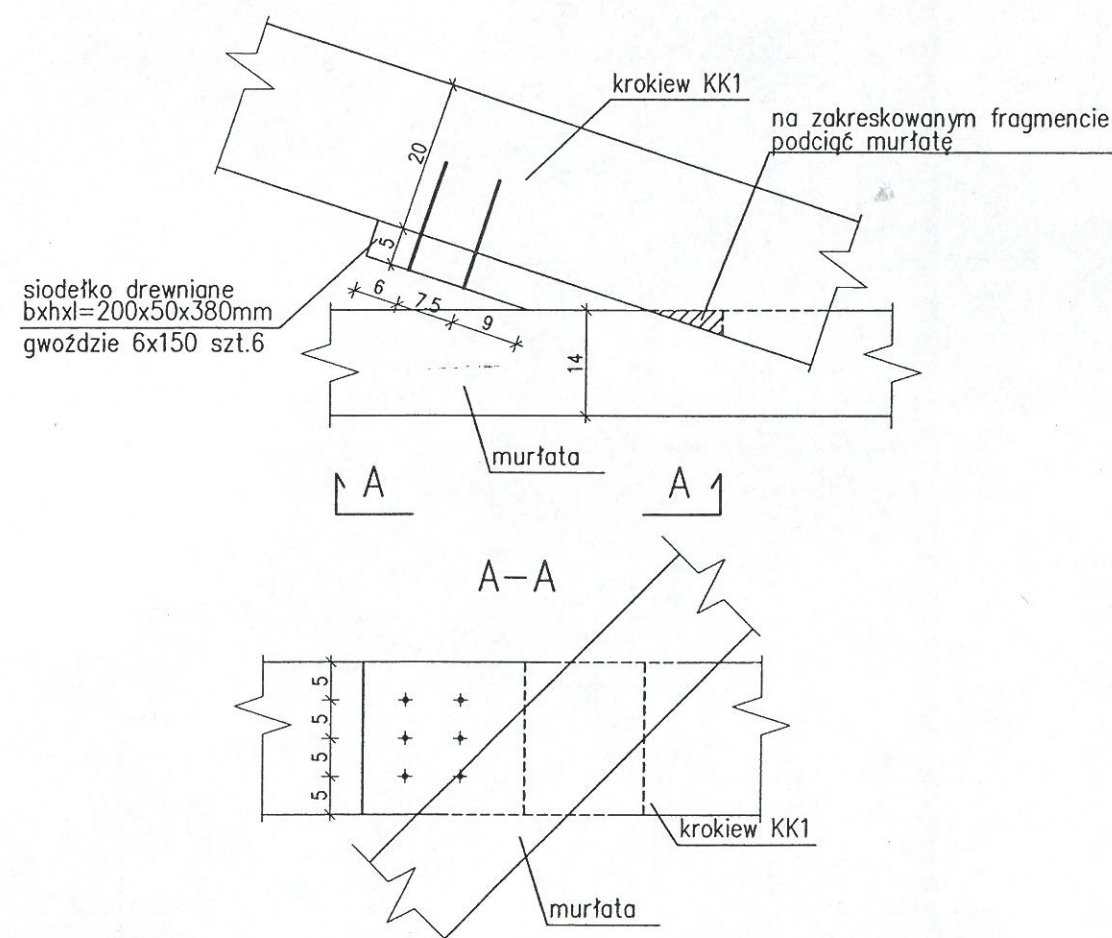 krokiew KK1
na zakreskowanym fragmencie
podciąć murłatę
20
5
siodełko drewniane
bxhxl=200x50x380mm
gwoździe 6x150 szt.6
6
7.5
9
14
murłata
A
A
A-A
5
5
5
5
krokiew KK1
murłata